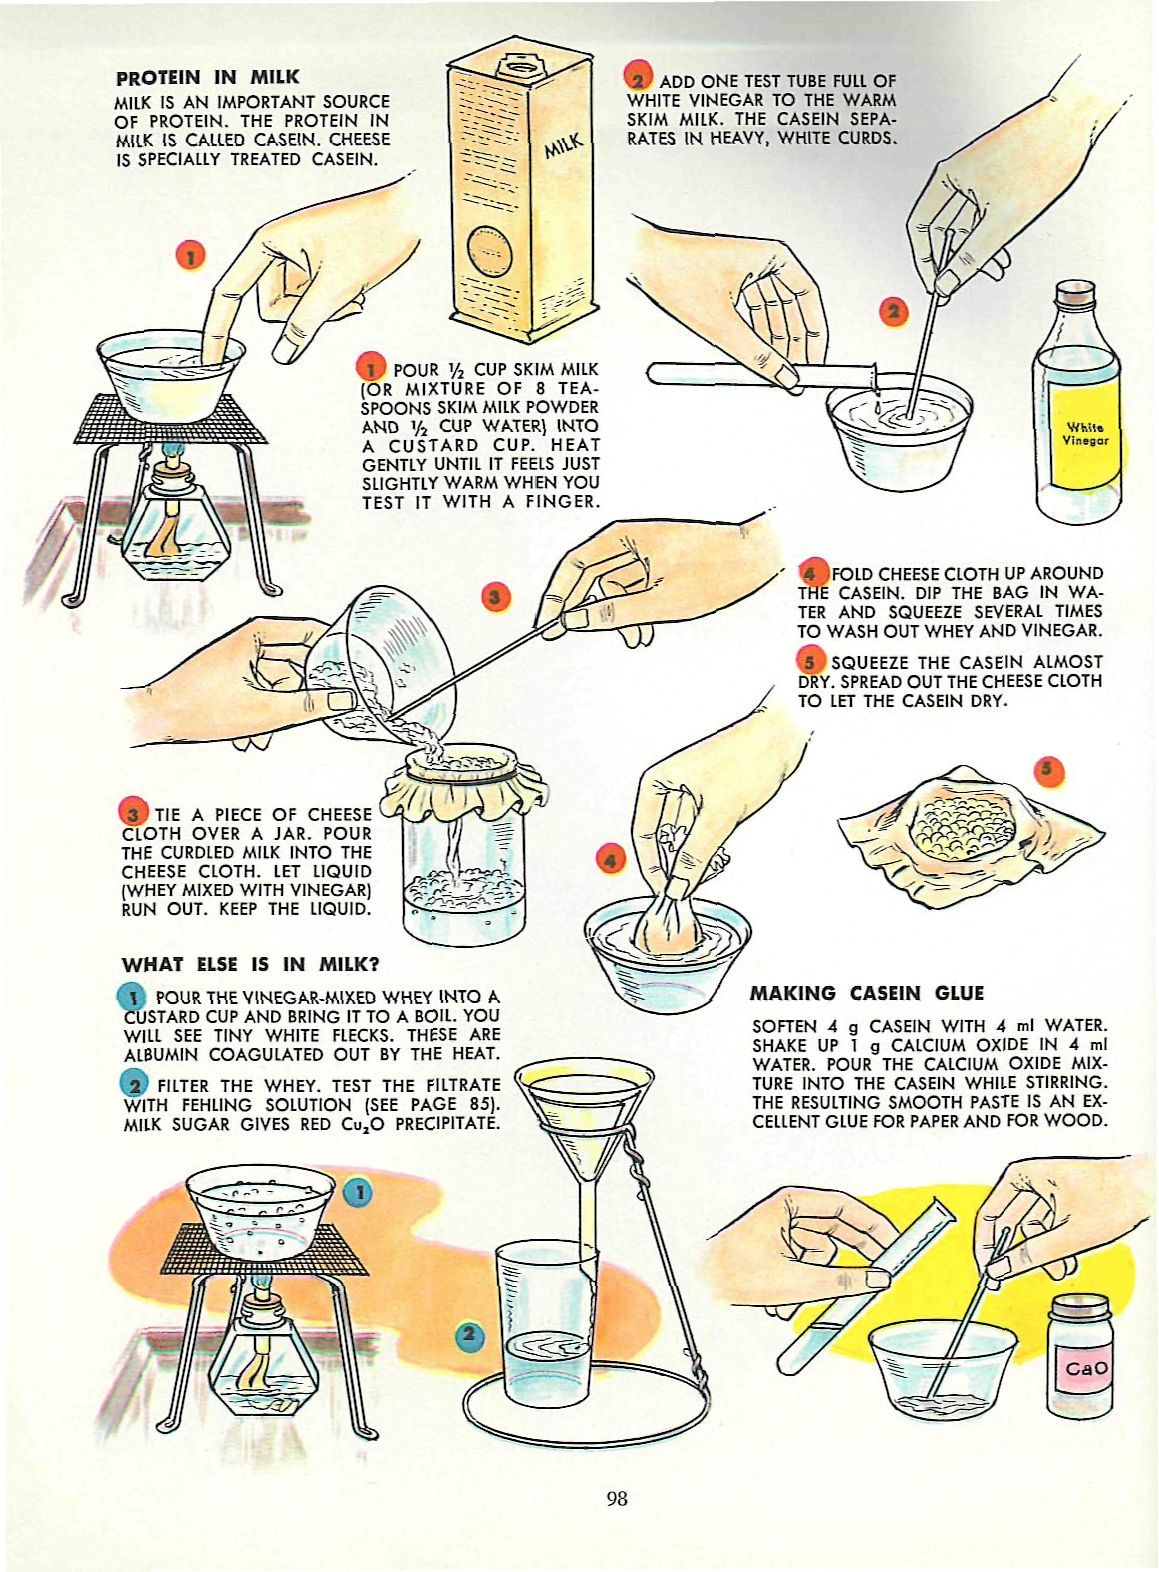 PROTEIN IN MILK
MILK IS AN IMPORTANT SOURCE
OF PROTEIN. THE PROTEIN IN
MILK IS CALLED CASEIN. CHEESE
IS SPECIALLY TREATED CASEIN.
MILK
1
1 POUR ½ CUP SKIM MILK
(OR MIXTURE OF 8 TEA-
SPOONS SKIM MILK POWDER
AND ½ CUP WATER) INTO
A CUSTARD CUP. HEAT
GENTLY UNTIL IT FEELS JUST
SLIGHTLY WARM WHEN YOU
TEST IT WITH A FINGER.
2 ADD ONE TEST TUBE FULL OF
WHITE VINEGAR TO THE WARM
SKIM MILK. THE CASEIN SEPA-
RATES IN HEAVY, WHITE CURDS.
2
White
Vinegar
3
3 TIE A PIECE OF CHEESE
CLOTH OVER A JAR. POUR
THE CURDLED MILK INTO THE
CHEESE CLOTH. LET LIQUID
(WHEY MIXED WITH VINEGAR)
RUN OUT. KEEP THE LIQUID.
4 FOLD CHEESE CLOTH UP AROUND
THE CASEIN. DIP THE BAG IN WA-
TER AND SQUEEZE SEVERAL TIMES
TO WASH OUT WHEY AND VINEGAR.
5 SQUEEZE THE CASEIN ALMOST
DRY. SPREAD OUT THE CHEESE CLOTH
TO LET THE CASEIN DRY.
4
5
WHAT ELSE IS IN MILK?
1 POUR THE VINEGAR-MIXED WHEY INTO A
CUSTARD CUP AND BRING IT TO A BOIL. YOU
WILL SEE TINY WHITE FLECKS. THESE ARE
ALBUMIN COAGULATED OUT BY THE HEAT.
2 FILTER THE WHEY. TEST THE FILTRATE
WITH FEHLING SOLUTION (SEE PAGE 85).
MILK SUGAR GIVES RED Cu₂O PRECIPITATE.
1
2
MAKING CASEIN GLUE
SOFTEN 4 g CASEIN WITH 4 ml WATER.
SHAKE UP 1 g CALCIUM OXIDE IN 4 ml
WATER. POUR THE CALCIUM OXIDE MIX-
TURE INTO THE CASEIN WHILE STIRRING.
THE RESULTING SMOOTH PASTE IS AN EX-
CELLENT GLUE FOR PAPER AND FOR WOOD.
CaO
98